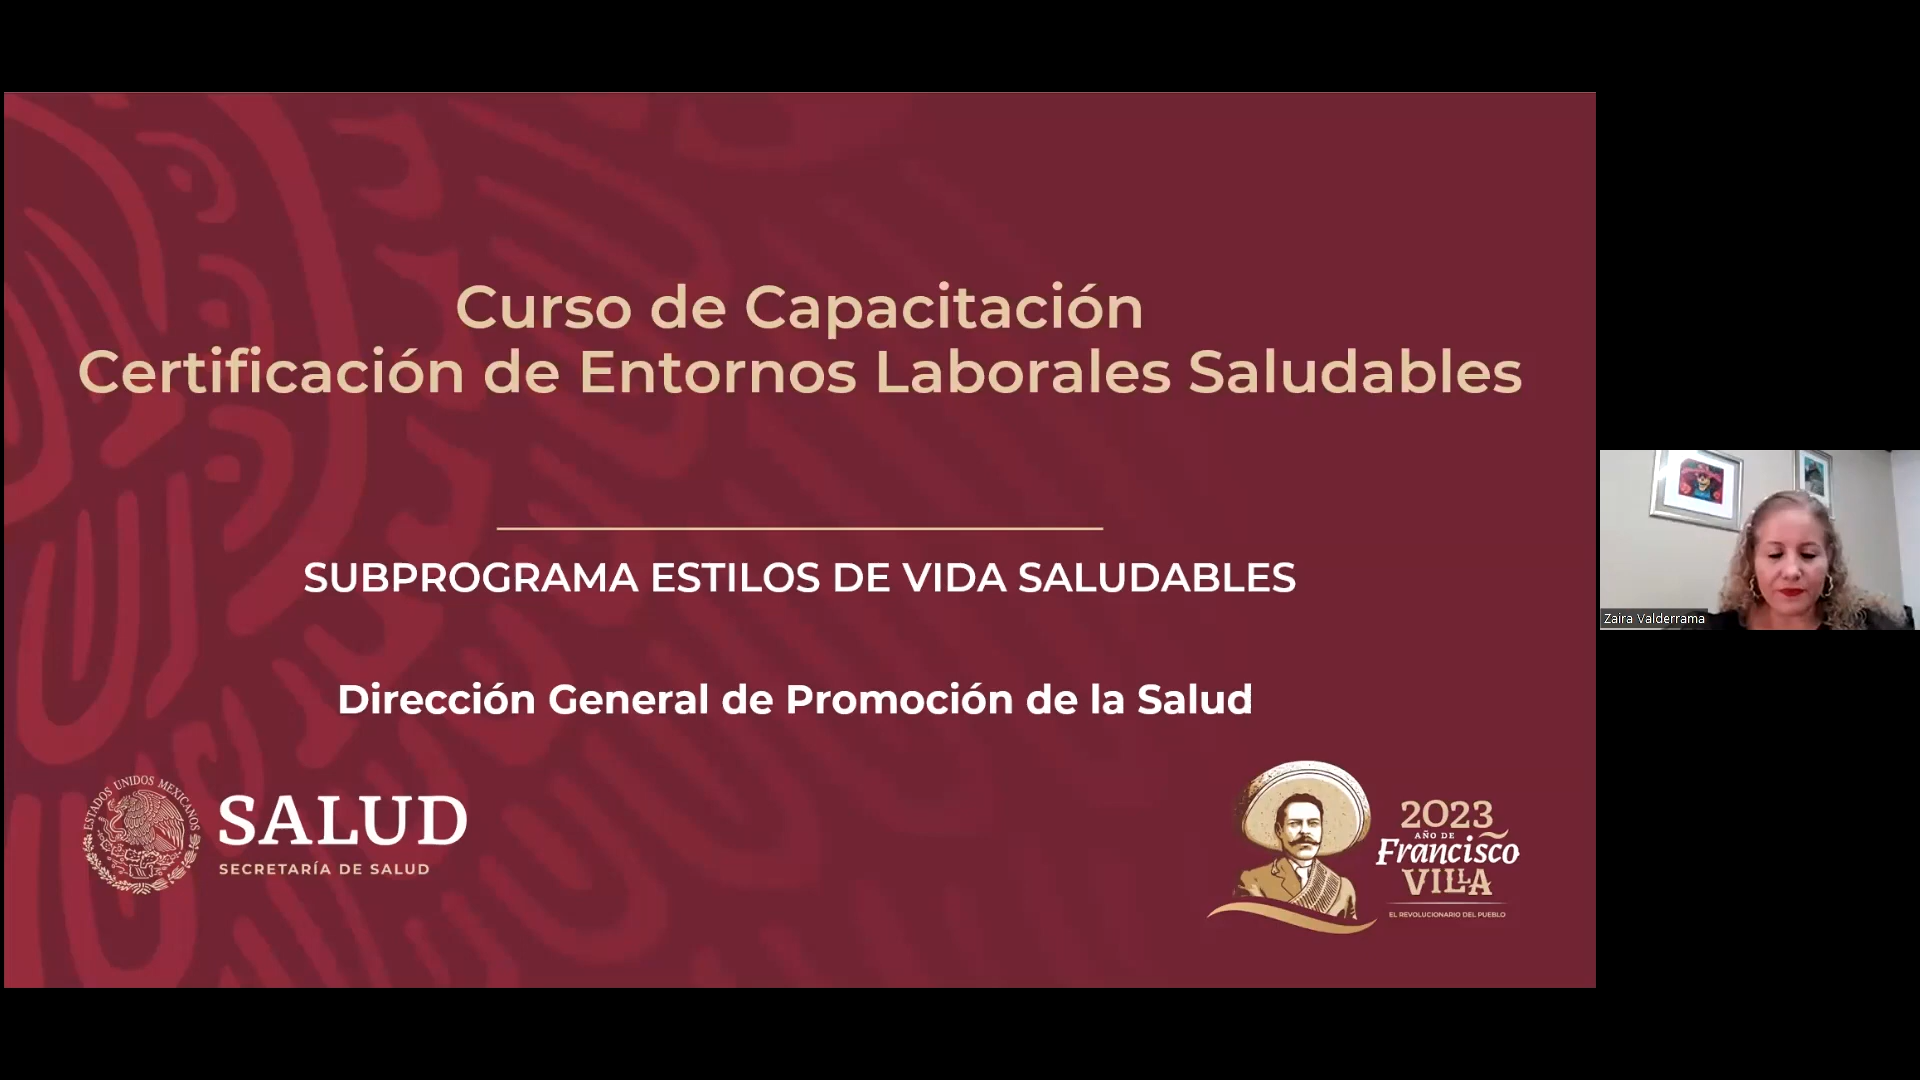 Curso de Capacitación
Certificación de Entornos Laborales Saludables
SUBPROGRAMA ESTILOS DE VIDA SALUDABLES
Dirección General de Promoción de la Salud
ESTADOS UNIDOS MEXICANOS
SALUD
SECRETARÍA DE SALUD
2023
AÑO DE
Francisco
VILLA
EL REVOLUCIONARIO DEL PUEBLO
Zaira Valderrama